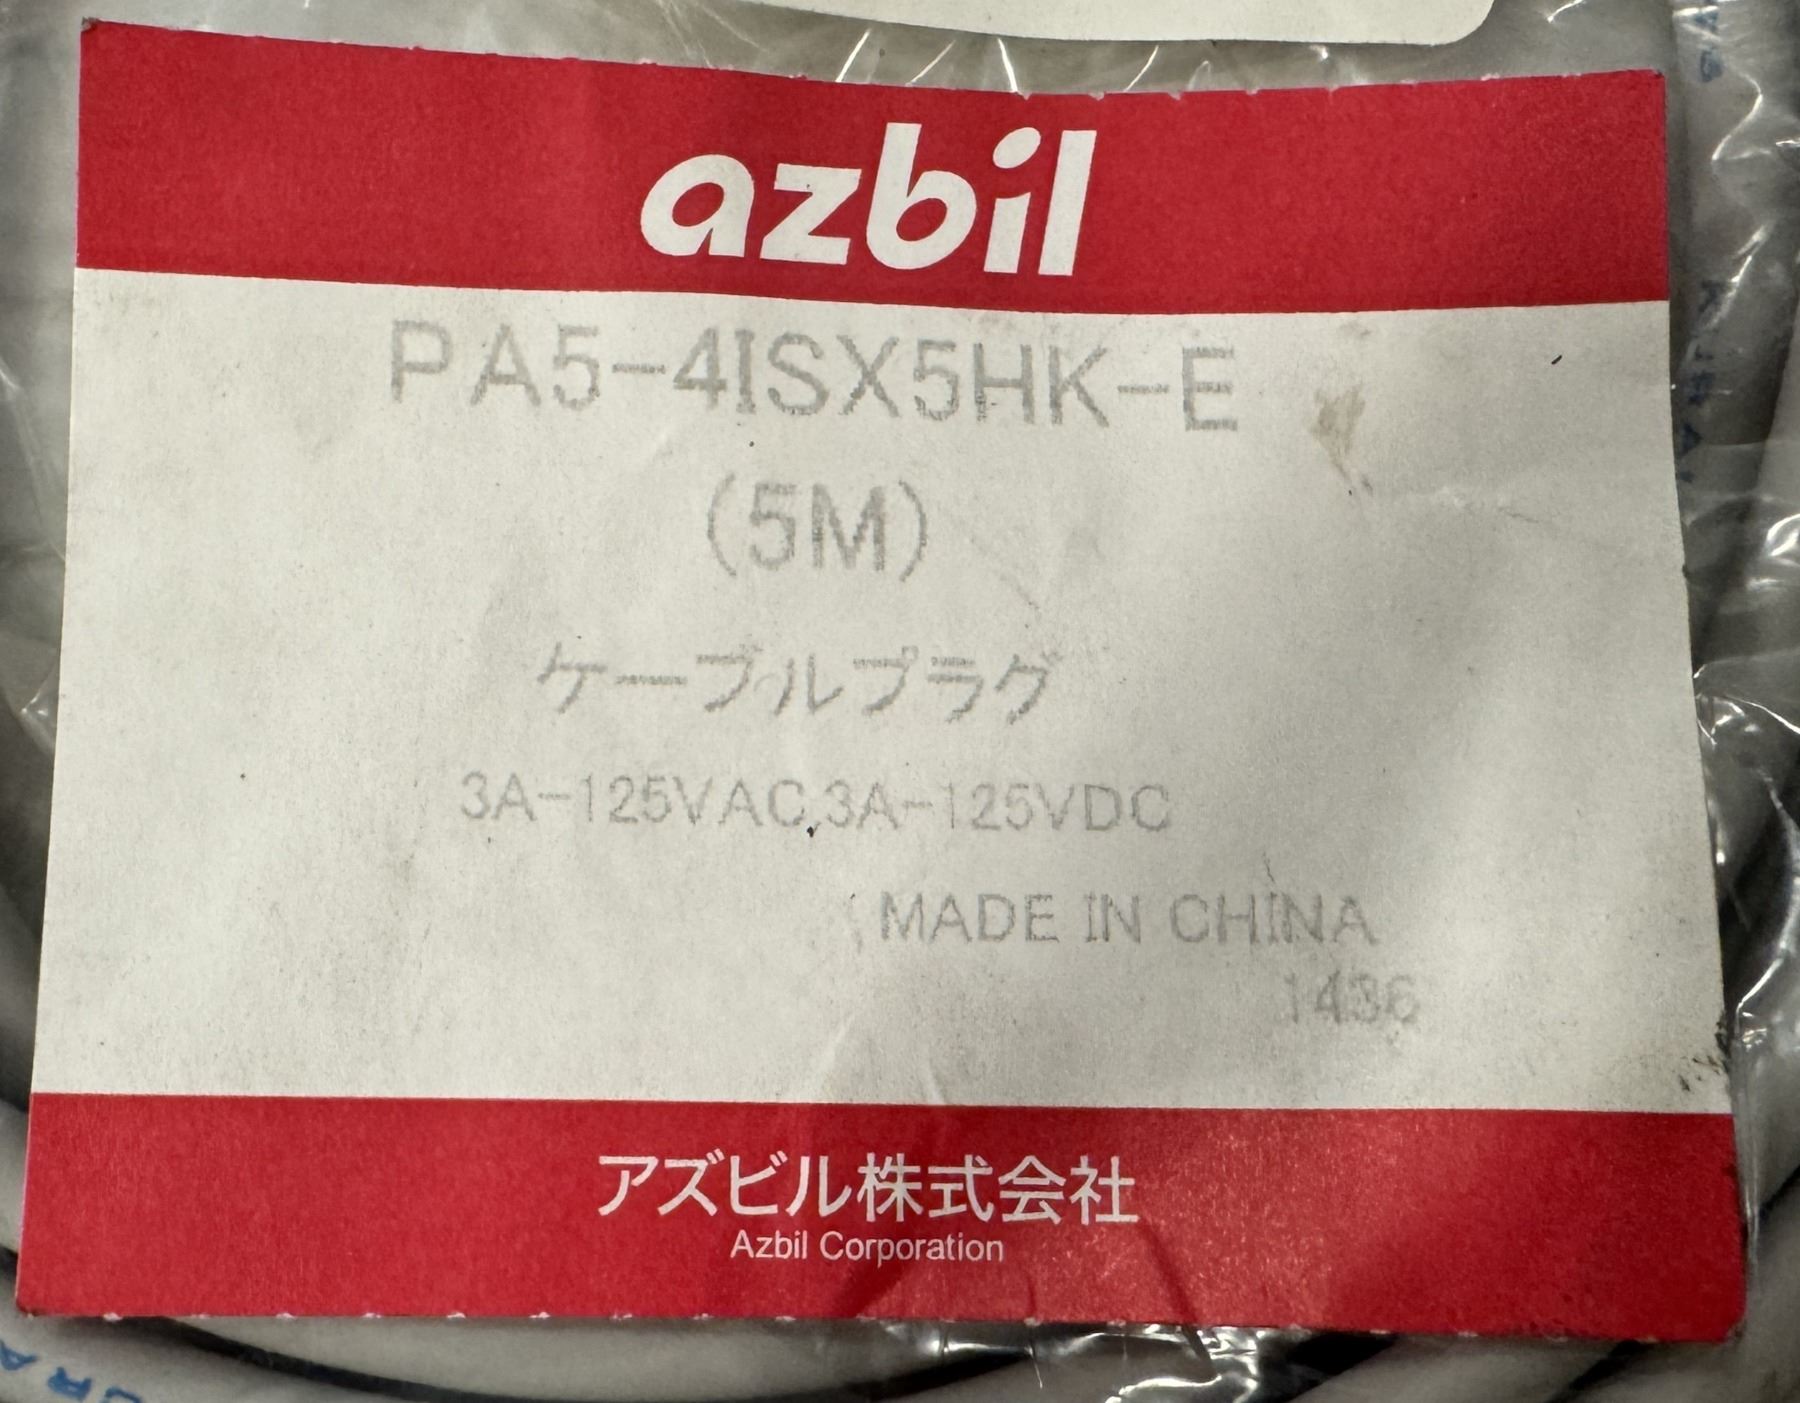 azbil
PA5-4ISX5HK-E
(5M)
ケーブルプラグ
3A-125VAC,3A-125VDC
MADE IN CHINA
1436
アズビル株式会社
Azbil Corporation